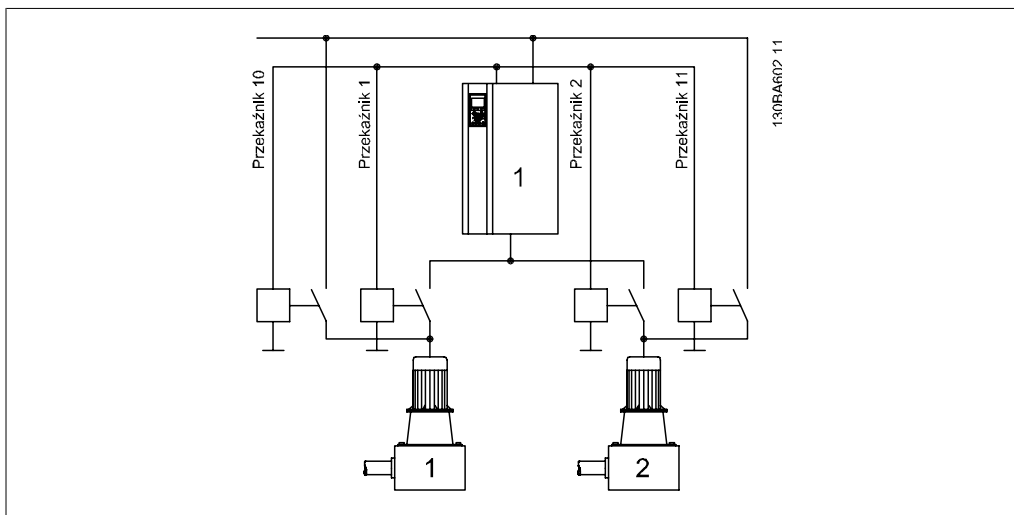 Przekaźnik 10
Przekaźnik 1
Przekaźnik 2
Przekaźnik 11
130BA602.11
1
1
2